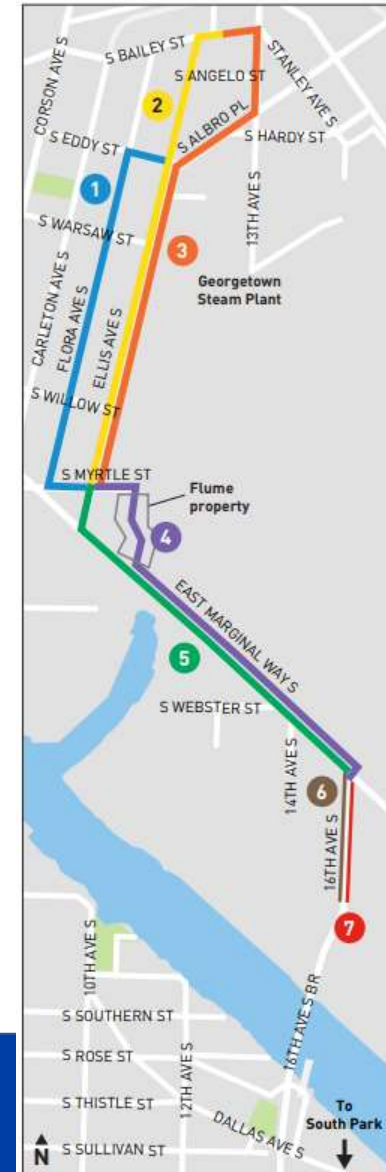 S BAILEY ST
CORSON AVE S
STANLEY AVE S
S ANGELO ST
2
S ALBRO PL
S HARDY ST
S EDDY ST
1
S WARSAW ST
3
13TH AVE S
Georgetown
Steam Plant
CARLETON AVE S
FLORA AVE S
ELLIS AVE S
S WILLOW ST
S MYRTLE ST
Flume
property
4
EAST MARGINAL WAY S
5
S WEBSTER ST
14TH AVE S
6
16TH AVE S
7
10TH AVE S
16TH AVE S BR
S SOUTHERN ST
S ROSE ST
12TH AVE S
S THISTLE ST
DALLAS AVE S
To
South Park
N
S SULLIVAN ST